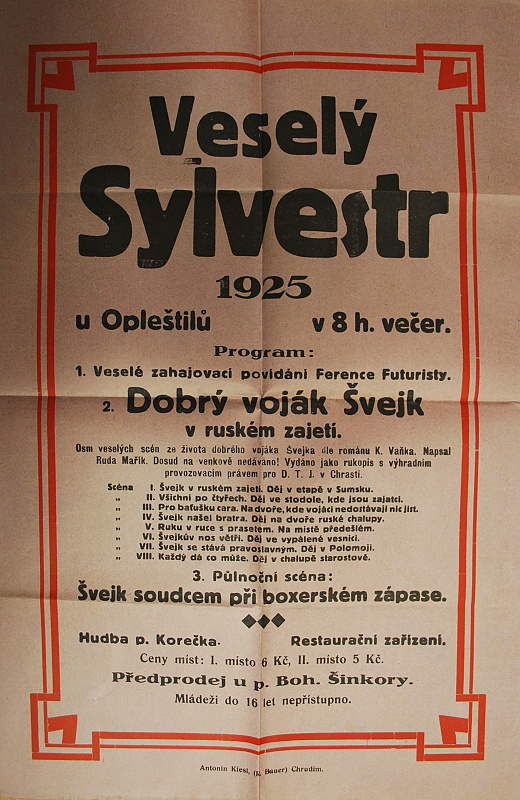 Veselý
Sylvestr
1925
u Opleštilů v 8 h. večer.
Program:
1. Veselé zahajovací povídání Ference Futuristy.
2. Dobrý voják Švejk
v ruském zajetí.
Osm veselých scén ze života dobrého vojáka Švejka dle románu K. Vaňka. Napsal
Ruda Mařík. Dosud na venkově nedáváno! Vydáno jako rukopis s výhradním
provozovacím právem pro D. T. J. v Chrasti.
Scéna I. Švejk v ruském zajetí. Děj v etapě v Sumsku.
„ II. Všichni po čtyřech. Děj ve stodole, kde jsou zajatci.
„ III. Pro baťušku cara. Na dvoře, kde vojáci nedostávají nic jíst.
„ IV. Švejk našel bratra. Děj na dvoře ruské chalupy.
„ V. Ruku v ruce s prasetem. Na místě předešlém.
„ VI. Švejkův nos větří. Děj ve vypálené vesnici.
„ VII. Švejk se stává pravoslavným. Děj v Polomoji.
„ VIII. Každý dá co může. Děj v chalupě starostově.
3. Půlnoční scéna:
Švejk soudcem při boxerském zápase.
Hudba p. Korečka. Restaurační zařízení.
Ceny míst: I. místo 6 Kč, II. místo 5 Kč.
Předprodej u p. Boh. Šinkory.
Mládeži do 16 let nepřístupno.
Antonín Kiesl, Bauer) Chrudim.